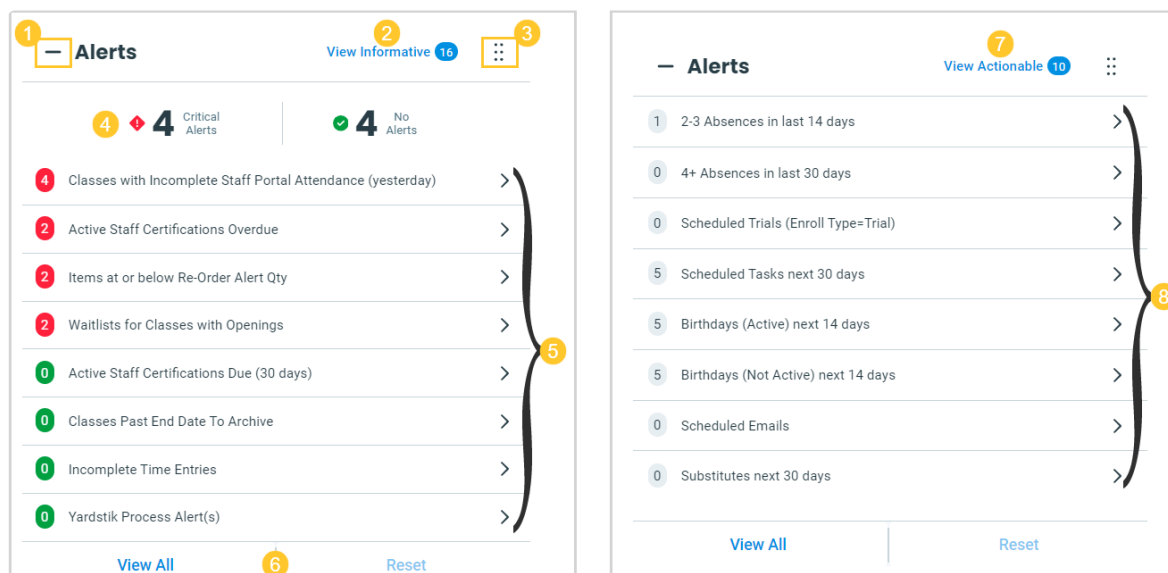 1 2 3
— Alerts View Informative 16
4 4 Critical Alerts 4 No Alerts
4 Classes with Incomplete Staff Portal Attendance (yesterday)
2 Active Staff Certifications Overdue
2 Items at or below Re-Order Alert Qty
2 Waitlists for Classes with Openings
5
0 Active Staff Certifications Due (30 days)
0 Classes Past End Date To Archive
0 Incomplete Time Entries
0 Yardstik Process Alert(s)
View All 6 Reset
7
— Alerts View Actionable 10
1 2-3 Absences in last 14 days
0 4+ Absences in last 30 days
0 Scheduled Trials (Enroll Type=Trial)
5 Scheduled Tasks next 30 days
8
5 Birthdays (Active) next 14 days
5 Birthdays (Not Active) next 14 days
0 Scheduled Emails
0 Substitutes next 30 days
View All Reset